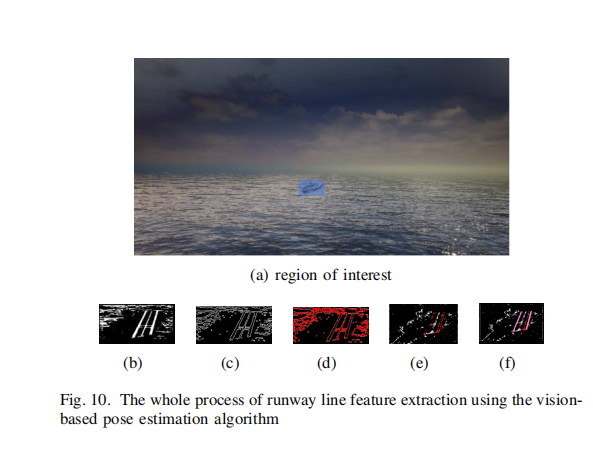 (a) region of interest
(b) (c) (d) (e) (f)
Fig. 10. The whole process of runway line feature extraction using the vision-
based pose estimation algorithm